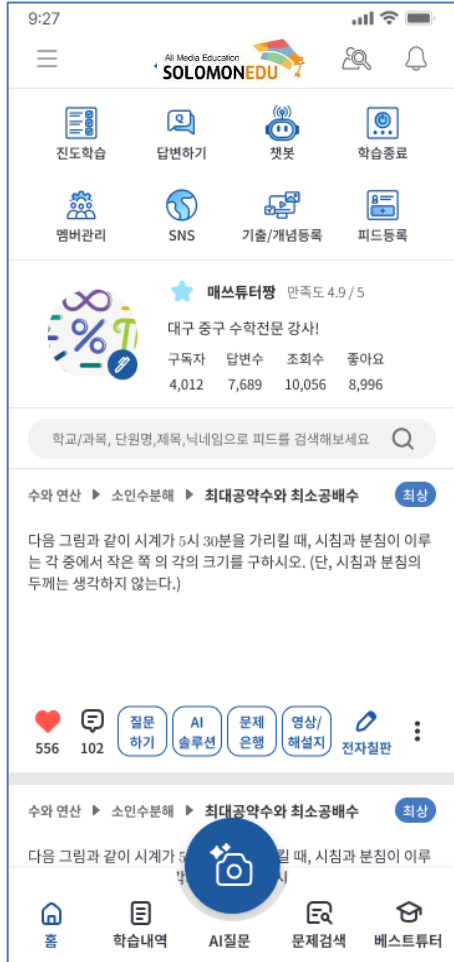 9:27
All Media Education
SOLOMONEDU
진도학습 답변하기 챗봇 학습종료
멤버관리 SNS 기출/개념등록 피드등록
매쓰튜터짱 만족도 4.9 / 5
대구 중구 수학전문 강사!
구독자 답변수 조회수 좋아요
4,012 7,689 10,056 8,996
학교/과목, 단원명,제목,닉네임으로 피드를 검색해보세요
수와 연산 ▶ 소인수분해 ▶ 최대공약수와 최소공배수 최상
다음 그림과 같이 시계가 5시 30분을 가리킬 때, 시침과 분침이 이루
는 각 중에서 작은 쪽 의 각의 크기를 구하시오. (단, 시침과 분침의
두께는 생각하지 않는다.)
질문 AI 문제 영상/
하기 솔루션 은행 해설지 전자칠판
556 102
수와 연산 ▶ 소인수분해 ▶ 최대공약수와 최소공배수 최상
다음 그림과 같이 시계가 5 킬 때, 시침과 분침이 이루
홈 학습내역 AI질문 문제검색 베스트튜터